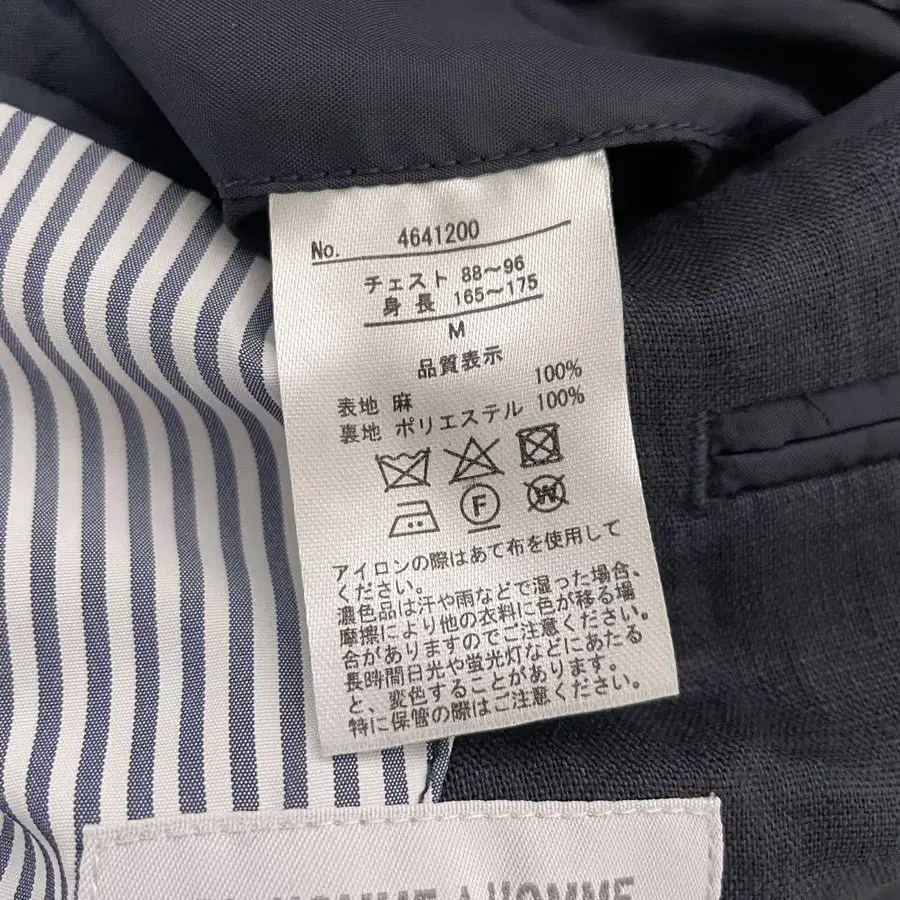 No. 4641200
チェスト 88～96
身長 165～175
M
品質表示
表地 麻 100%
裏地 ポリエステル 100%
F
W
アイロンの際はあて布を使用して
ください。
濃色品は汗や雨などで湿った場合、
摩擦により他の衣料に色が移る場
合がありますのでご注意ください。
長時間日光や蛍光灯などにあたる
と、変色することがあります。
特に保管の際はご注意ください。
HOMME